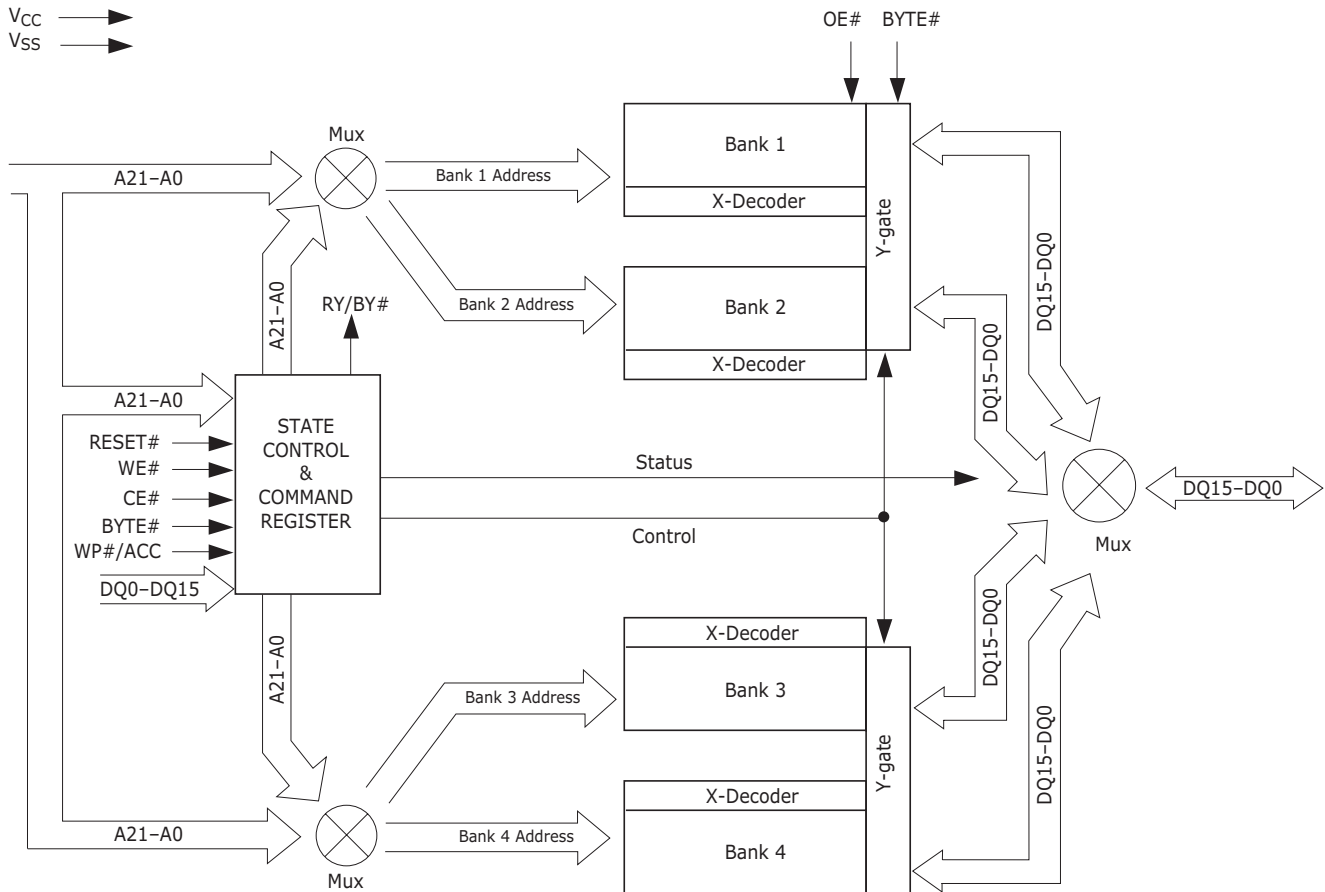 VCC
VSS
OE# BYTE#
Mux
A21–A0
Bank 1 Address
Bank 1
X-Decoder
Y-gate
DQ15–DQ0
A21–A0
RY/BY#
Bank 2 Address
Bank 2
X-Decoder
DQ15–DQ0
A21–A0
RESET#
WE#
CE#
BYTE#
WP#/ACC
DQ0–DQ15
STATE
CONTROL
&
COMMAND
REGISTER
Status
Control
DQ15–DQ0
Mux
A21–A0
X-Decoder
Bank 3
Bank 3 Address
Y-gate
DQ15–DQ0
DQ15–DQ0
X-Decoder
Bank 4
Bank 4 Address
A21–A0
Mux